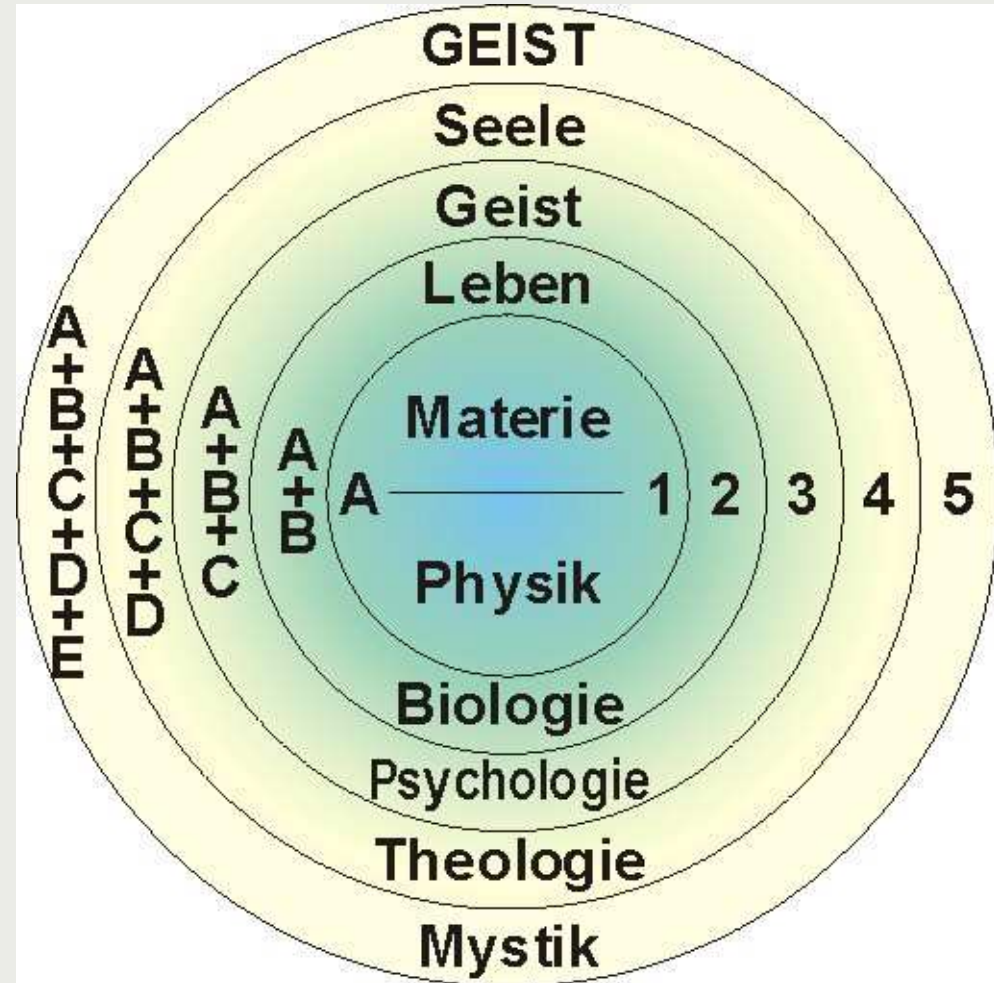 GEIST
Seele
Geist
Leben
Materie
A+B+C+D+E
A+B+C+D
A+B+C
A+B
A
1
2
3
4
5
Physik
Biologie
Psychologie
Theologie
Mystik